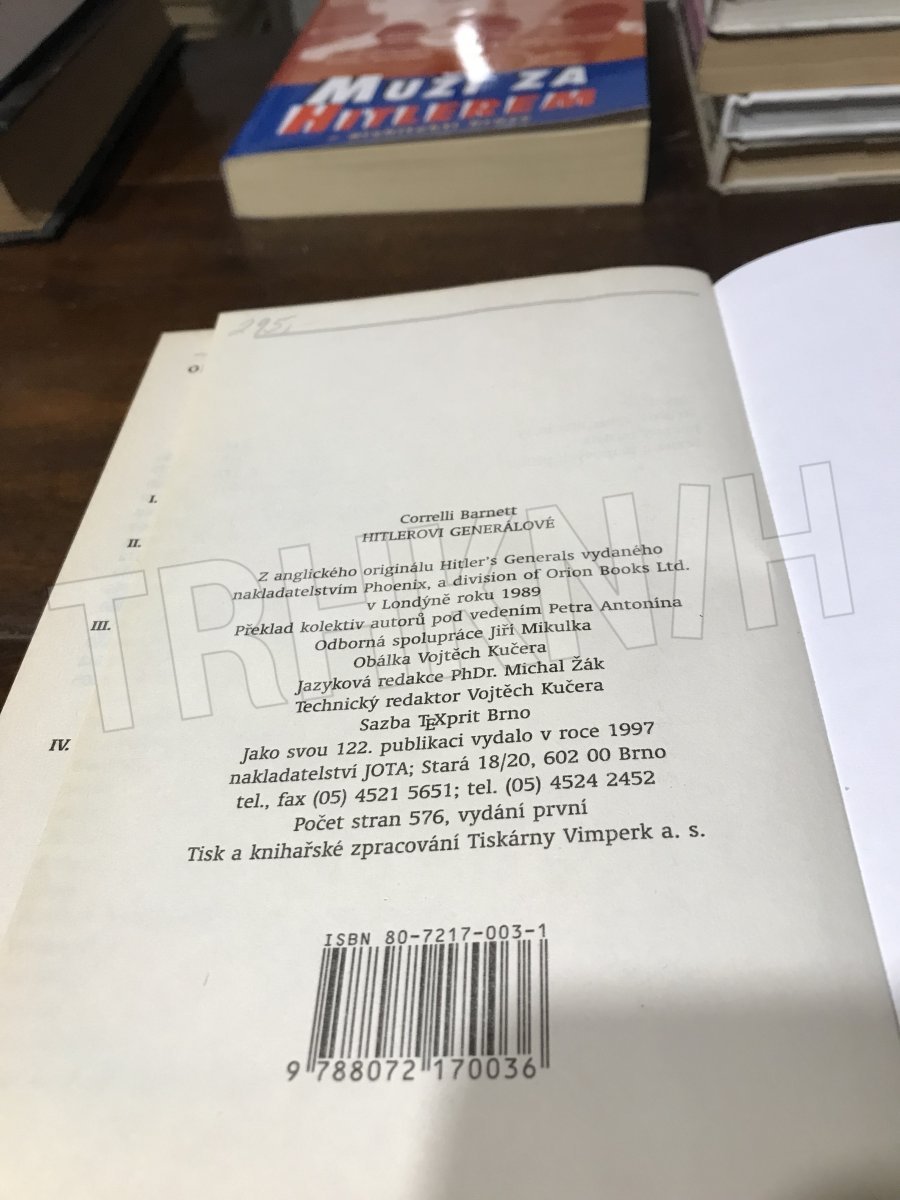 MUŽI ZA
HITLEREM
295,
I.
II.
III.
IV.
Correlli Barnett
HITLEROVI GENERÁLOVÉ
Z anglického originálu Hitler's Generals vydaného
nakladatelstvím Phoenix, a division of Orion Books Ltd.
v Londýně roku 1989
Překlad kolektiv autorů pod vedením Petra Antonína
Odborná spolupráce Jiří Mikulka
Obálka Vojtěch Kučera
Jazyková redakce PhDr. Michal Žák
Technický redaktor Vojtěch Kučera
Sazba TEXprit Brno
Jako svou 122. publikaci vydalo v roce 1997
nakladatelství JOTA; Stará 18/20, 602 00 Brno
tel., fax (05) 4521 5651; tel. (05) 4524 2452
Počet stran 576, vydání první
Tisk a knihařské zpracování Tiskárny Vimperk a. s.
ISBN 80-7217-003-1
9 788072 170036
TRHKNIH